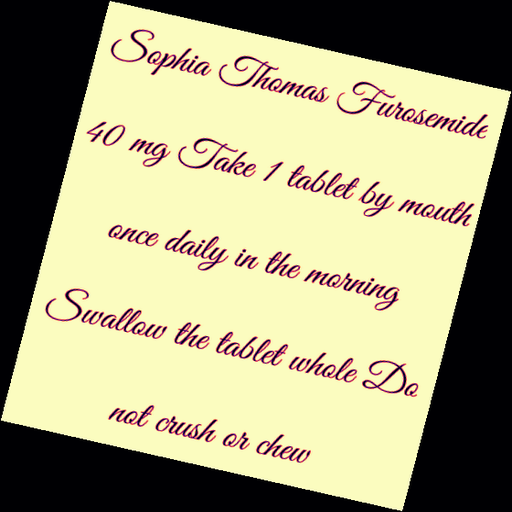 Sophia Thomas Furosemide
40 mg Take 1 tablet by mouth
once daily in the morning
Swallow the tablet whole Do
not crush or chew